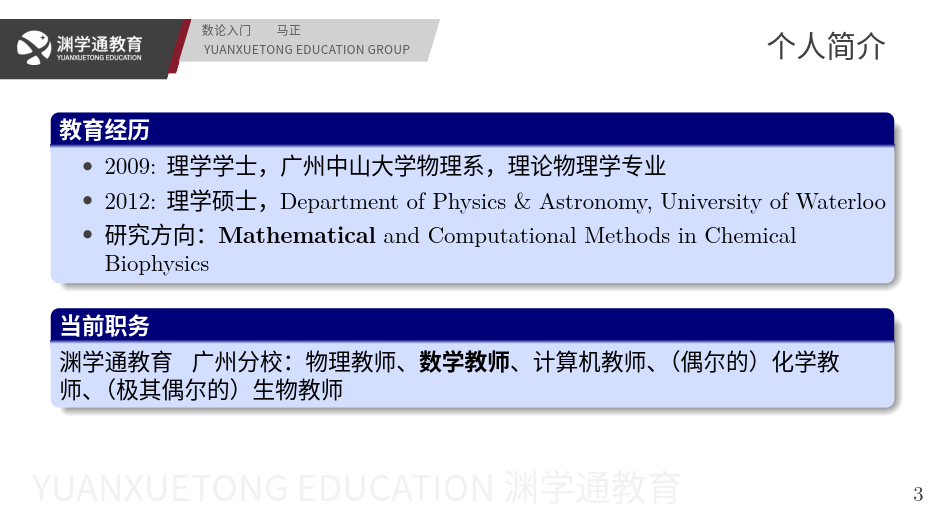 渊学通教育
YUANXUETONG EDUCATION
数论入门 马正
YUANXUETONG EDUCATION GROUP
个人简介
教育经历
• 2009: 理学学士，广州中山大学物理系，理论物理学专业
• 2012: 理学硕士，Department of Physics & Astronomy, University of Waterloo
• 研究方向：Mathematical and Computational Methods in Chemical
Biophysics
当前职务
渊学通教育 广州分校：物理教师、数学教师、计算机教师、（偶尔的）化学教
师、（极其偶尔的）生物教师
YUANXUETONG EDUCATION 渊学通教育
3